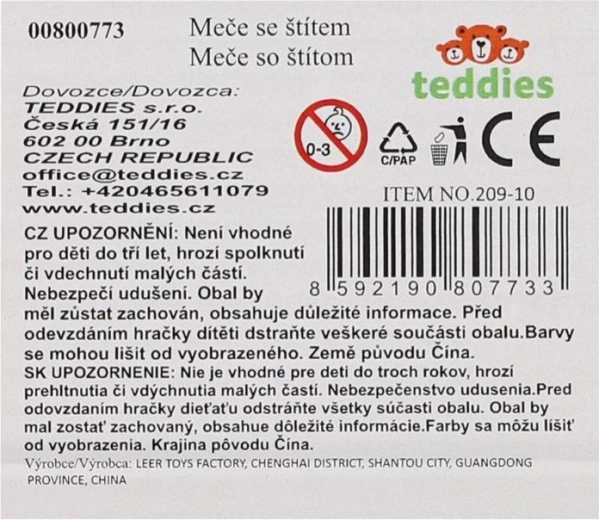 00800773
Meče se štítem
Meče so štítom
teddies
Dovozce/Dovozca:
TEDDIES s.r.o.
Česká 151/16
602 00 Brno
CZECH REPUBLIC
office@teddies.cz
Tel.: +420465611079
www.teddies.cz
0-3
C/PAP
CE
ITEM NO.209-10
8 592190 807733
CZ UPOZORNĚNÍ: Není vhodné
pro děti do tří let, hrozí spolknutí
či vdechnutí malých částí.
Nebezpečí udušení. Obal by
měl zůstat zachován, obsahuje důležité informace. Před
odevzdáním hračky dítěti dstraňte veškeré součásti obalu.Barvy
se mohou lišit od vyobrazeného. Země původu Čína.
SK UPOZORNENIE: Nie je vhodné pre deti do troch rokov, hrozí
prehltnutia či vdýchnutia malých častí. Nebezpečenstvo udusenia.Pred
odovzdaním hračky dieťaťu odstráňte všetky súčasti obalu. Obal by
mal zostať zachovaný, obsahuje dôležité informácie.Farby sa môžu líšiť
od vyobrazenia. Krajina pôvodu Čína.
Výrobce/Výrobca: LEER TOYS FACTORY, CHENGHAI DISTRICT, SHANTOU CITY, GUANGDONG
PROVINCE, CHINA